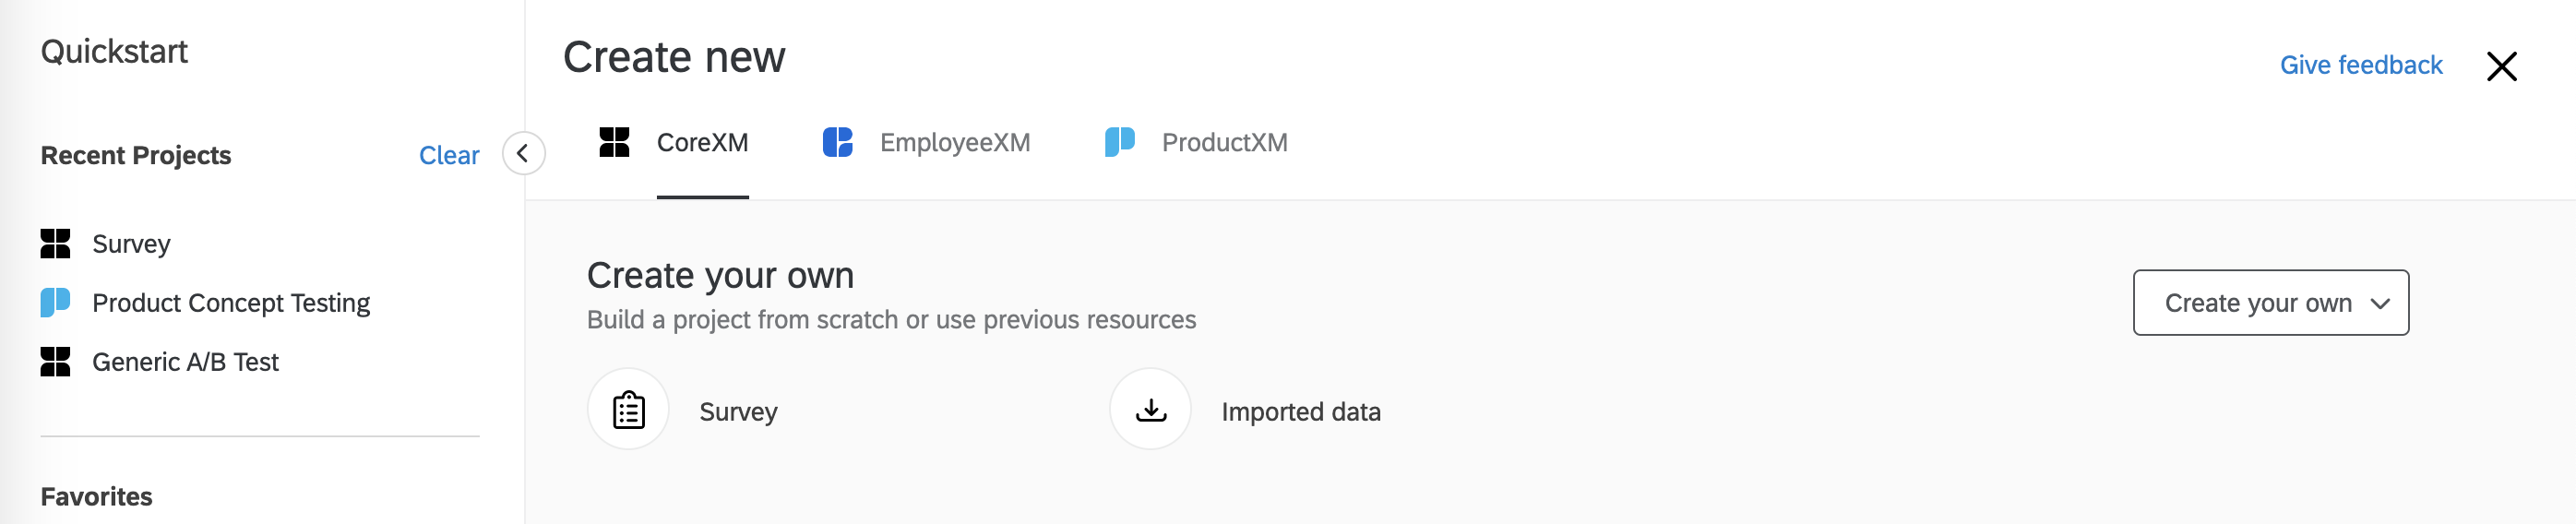 Quickstart
Recent Projects
Clear
Survey
Product Concept Testing
Generic A/B Test
Favorites
Create new
Give feedback
CoreXM
EmployeeXM
ProductXM
Create your own
Build a project from scratch or use previous resources
Create your own
Survey
Imported data